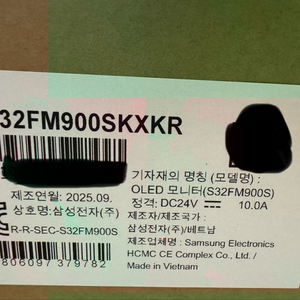 32FM900SKXKR
기자재의 명칭 (모델명) :
OLED 모니터(S32FM900S)
정격: DC24V ⎓ 10.0A
제조자/제조국가 :
삼성전자(주)/베트남
제조업체명 : Samsung Electronics
HCMC CE Complex Co., Ltd. /
Made in Vietnam
제조연월: 2025.09.
상호명:삼성전자(주)
R-R-SEC-S32FM900S
806097 379782